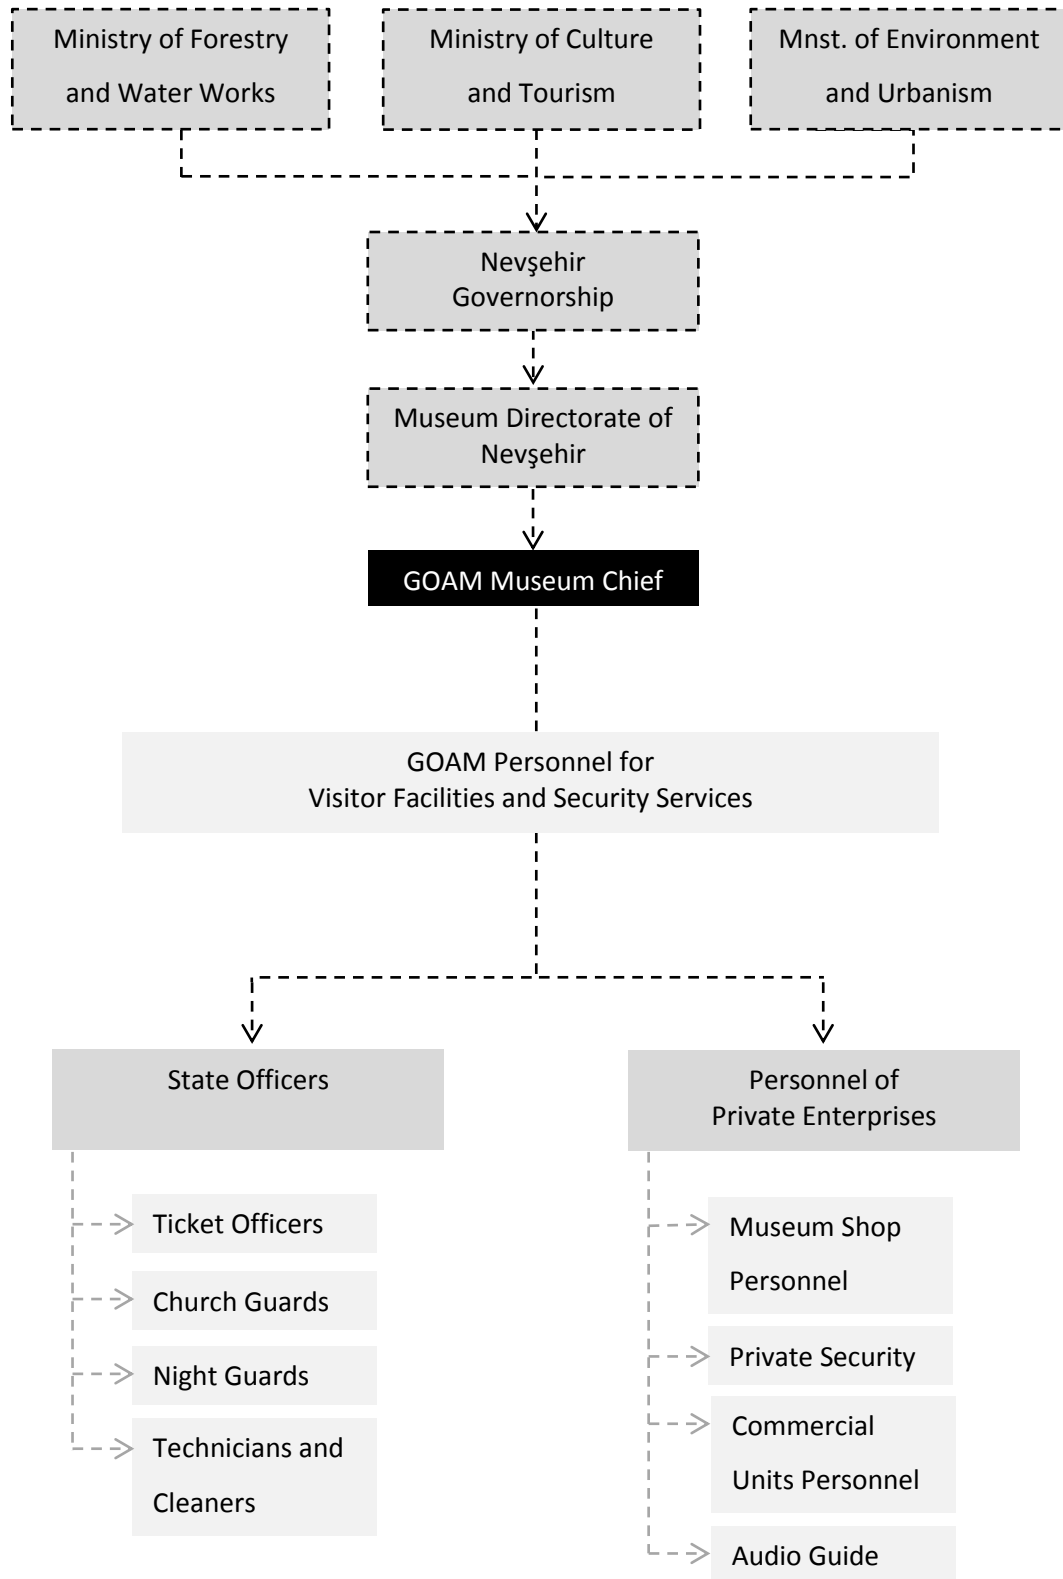 Ministry of Forestry
and Water Works
Ministry of Culture
and Tourism
Mnst. of Environment
and Urbanism
Nevşehir
Governorship
Museum Directorate of
Nevşehir
GOAM Museum Chief
GOAM Personnel for
Visitor Facilities and Security Services
State Officers
Ticket Officers
Church Guards
Night Guards
Technicians and
Cleaners
Personnel of
Private Enterprises
Museum Shop
Personnel
Private Security
Commercial
Units Personnel
Audio Guide